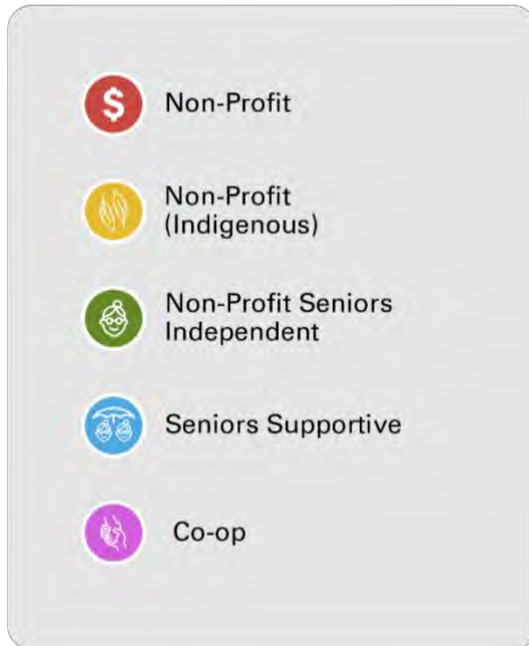 $
Non-Profit
Non-Profit
(Indigenous)
Non-Profit Seniors
Independent
Seniors Supportive
Co-op